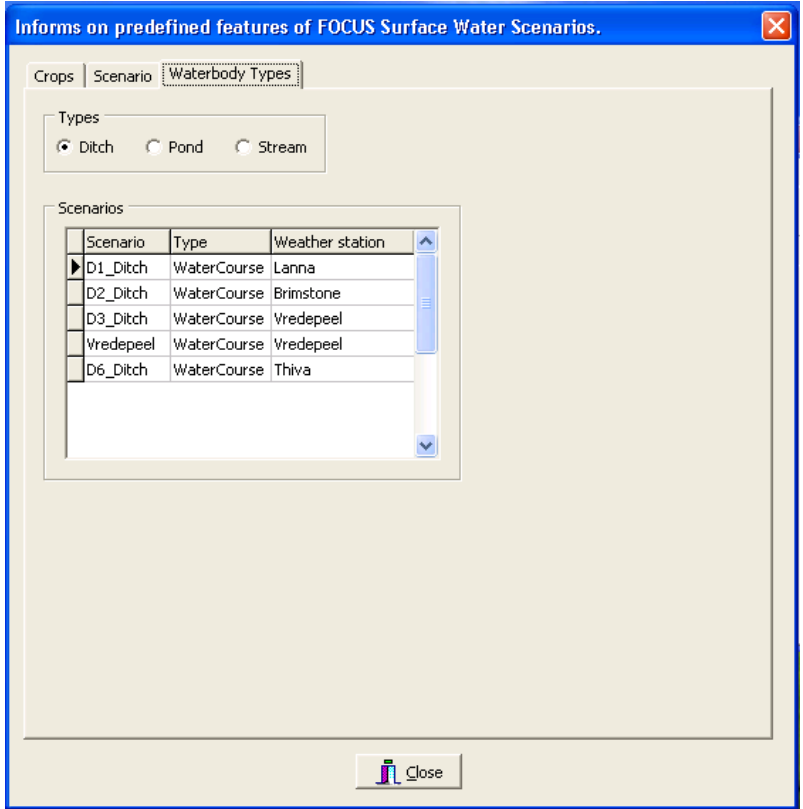 Informs on predefined features of FOCUS Surface Water Scenarios.
Crops Scenario Waterbody Types
Types
Ditch Pond Stream
Scenarios
Scenario Type Weather station
D1_Ditch WaterCourse Lanna
D2_Ditch WaterCourse Brimstone
D3_Ditch WaterCourse Vredepeel
Vredepeel WaterCourse Vredepeel
D6_Ditch WaterCourse Thiva
Close